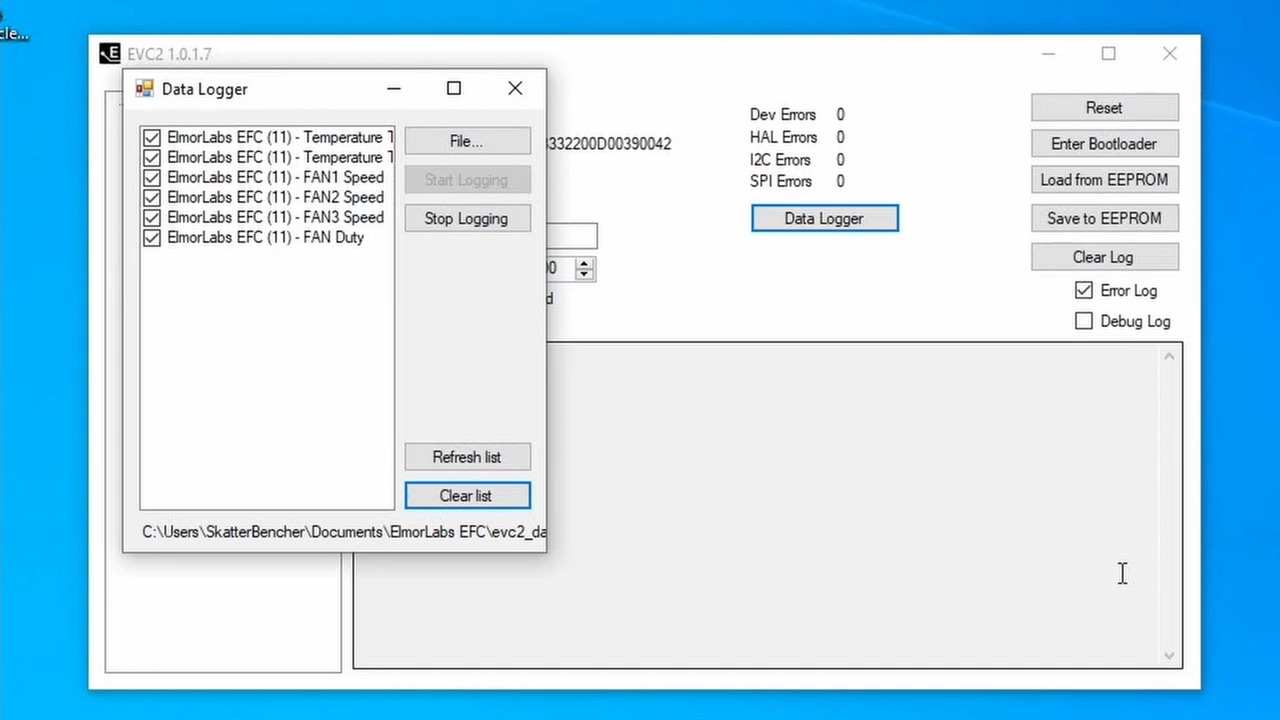 cle...
EVC2 1.0.1.7
Data Logger
ElmorLabs EFC (11) - Temperature T
ElmorLabs EFC (11) - Temperature T
ElmorLabs EFC (11) - FAN1 Speed
ElmorLabs EFC (11) - FAN2 Speed
ElmorLabs EFC (11) - FAN3 Speed
ElmorLabs EFC (11) - FAN Duty
File...
Start Logging
Stop Logging
Refresh list
Clear list
C:\Users\SkatterBencher\Documents\ElmorLabs EFC\evc2_da
332200D00390042
00
d
Dev Errors 0
HAL Errors 0
I2C Errors 0
SPI Errors 0
Data Logger
Reset
Enter Bootloader
Load from EEPROM
Save to EEPROM
Clear Log
Error Log
Debug Log